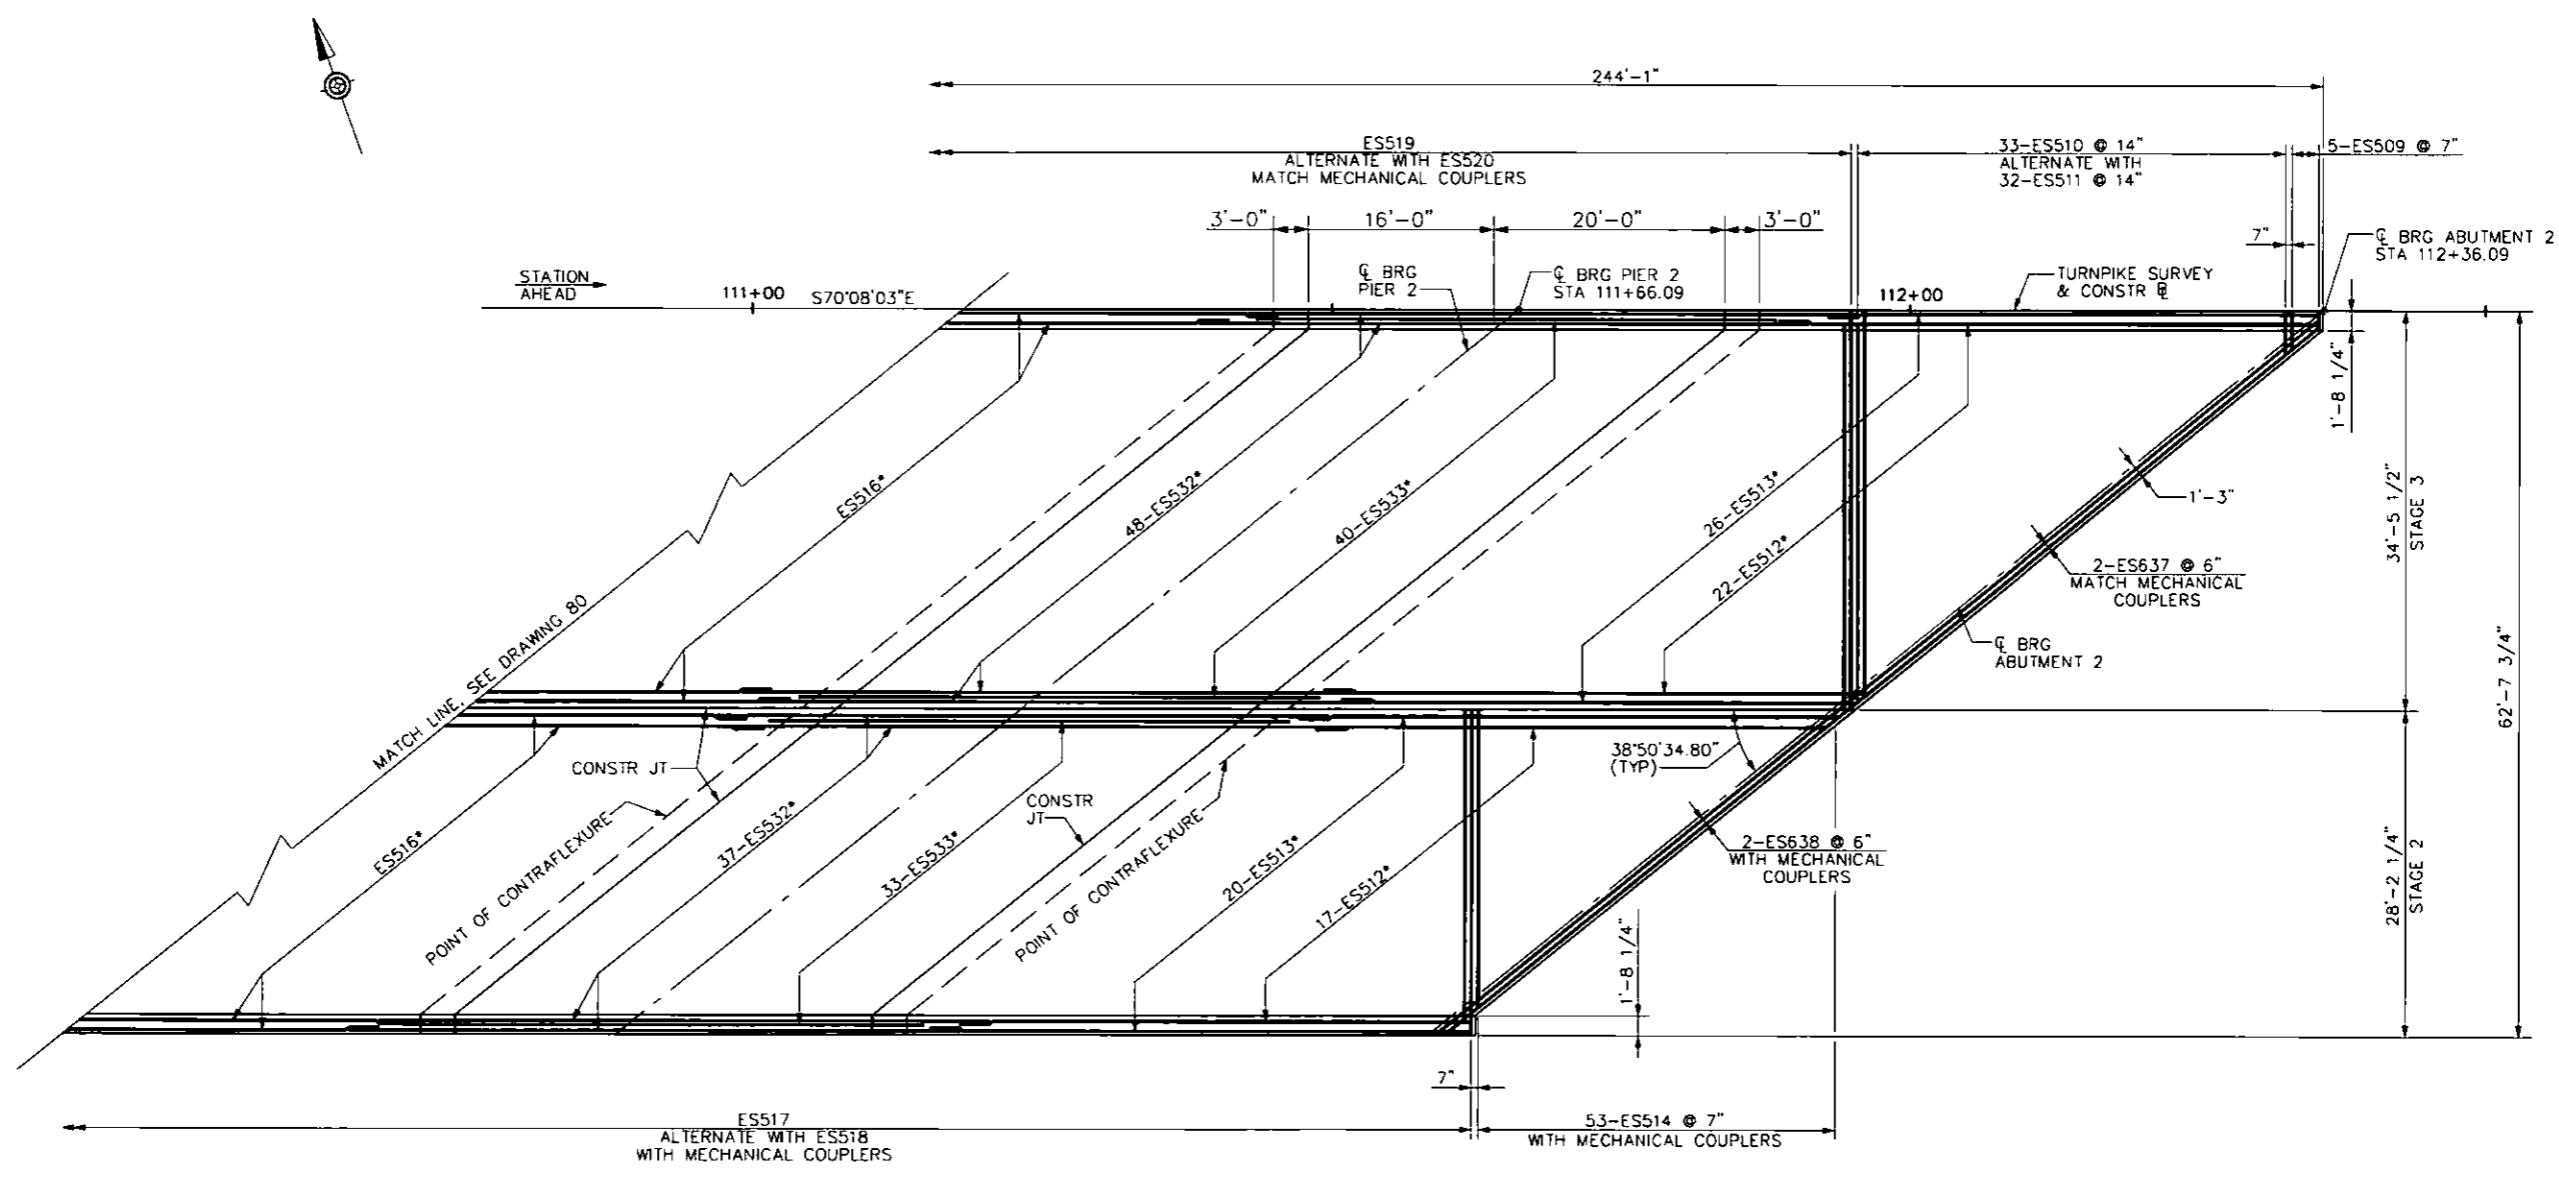 244'-1"
ES519
ALTERNATE WITH ES520
MATCH MECHANICAL COUPLERS
33-ES510 @ 14"
ALTERNATE WITH
32-ES511 @ 14"
5-ES509 @ 7"
3'-0"
16'-0"
20'-0"
3'-0"
7"
℄ BRG ABUTMENT 2
STA 112+36.09
STATION
AHEAD
111+00
S70°08'03"E
℄ BRG
PIER 2
℄ BRG PIER 2
STA 111+66.09
112+00
TURNPIKE SURVEY
& CONSTR ℄
1'-8 1/4"
ES516*
48-ES532*
40-ES533*
26-ES513*
22-ES512*
1'-3"
34'-5 1/2"
STAGE 3
2-ES637 @ 6"
MATCH MECHANICAL
COUPLERS
℄ BRG
ABUTMENT 2
62'-7 3/4"
MATCH LINE, SEE DRAWING 80
CONSTR JT
38°50'34.80"
(TYP)
CONSTR
JT
ES516*
POINT OF CONTRAFLEXURE
37-ES532*
33-ES533*
POINT OF CONTRAFLEXURE
20-ES513*
17-ES512*
2-ES638 @ 6"
WITH MECHANICAL
COUPLERS
28'-2 1/4"
STAGE 2
1'-8 1/4"
7"
ES517
ALTERNATE WITH ES518
WITH MECHANICAL COUPLERS
53-ES514 @ 7"
WITH MECHANICAL COUPLERS